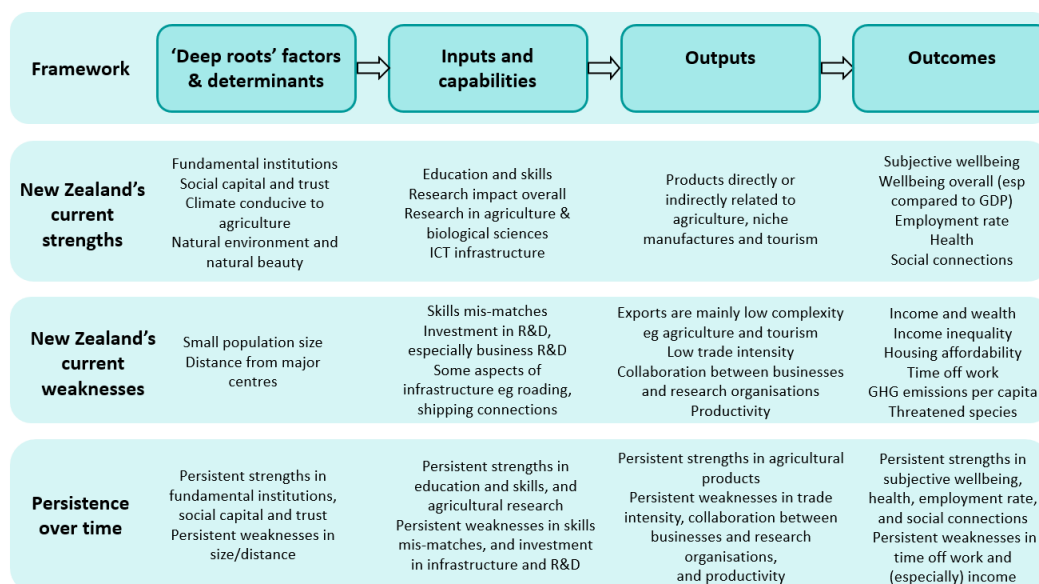 Framework
‘Deep roots’ factors
& determinants
Inputs and
capabilities
Outputs
Outcomes
New Zealand’s
current
strengths
Fundamental institutions
Social capital and trust
Climate conducive to
agriculture
Natural environment and
natural beauty
Education and skills
Research impact overall
Research in agriculture &
biological sciences
ICT infrastructure
Products directly or
indirectly related to
agriculture, niche
manufactures and tourism
Subjective wellbeing
Wellbeing overall (esp
compared to GDP)
Employment rate
Health
Social connections
New Zealand’s
current
weaknesses
Small population size
Distance from major
centres
Skills mis-matches
Investment in R&D,
especially business R&D
Some aspects of
infrastructure eg roading,
shipping connections
Exports are mainly low complexity
eg agriculture and tourism
Low trade intensity
Collaboration between businesses
and research organisations
Productivity
Income and wealth
Income inequality
Housing affordability
Time off work
GHG emissions per capita
Threatened species
Persistence
over time
Persistent strengths in
fundamental institutions,
social capital and trust
Persistent weaknesses in
size/distance
Persistent strengths in
education and skills, and
agricultural research
Persistent weaknesses in skills
mis-matches, and investment
in infrastructure and R&D
Persistent strengths in agricultural
products
Persistent weaknesses in trade
intensity, collaboration between
businesses and research
organisations,
and productivity
Persistent strengths in
subjective wellbeing,
health, employment rate,
and social connections
Persistent weaknesses in
time off work and
(especially) income